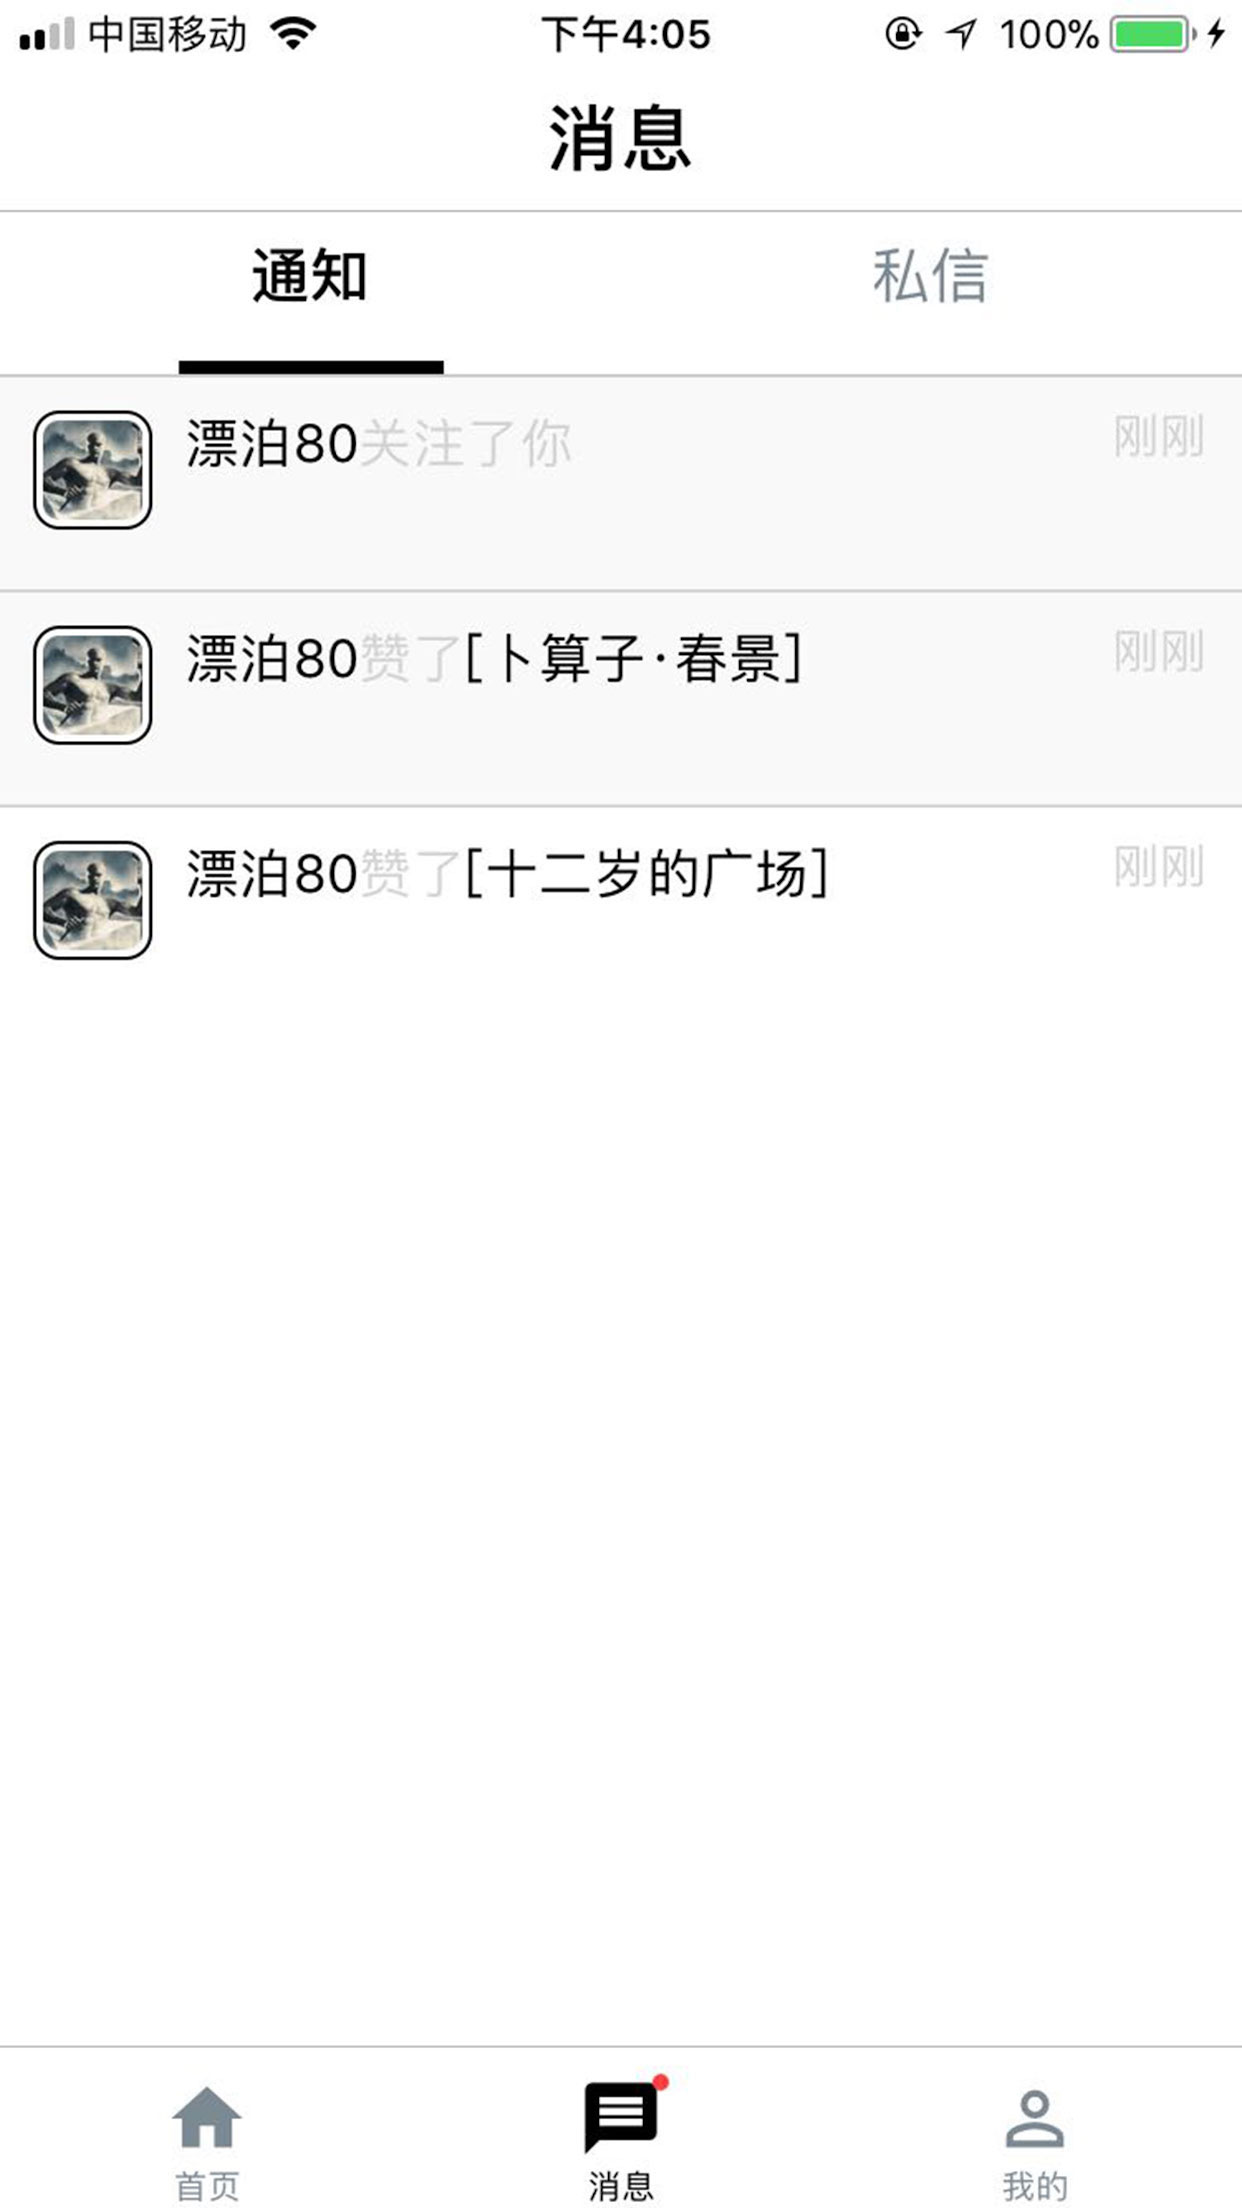 中国移动 下午4:05 100%
消息
通知 私信
漂泊80关注了你 刚刚
漂泊80赞了[卜算子·春景] 刚刚
漂泊80赞了[十二岁的广场] 刚刚
首页 消息 我的